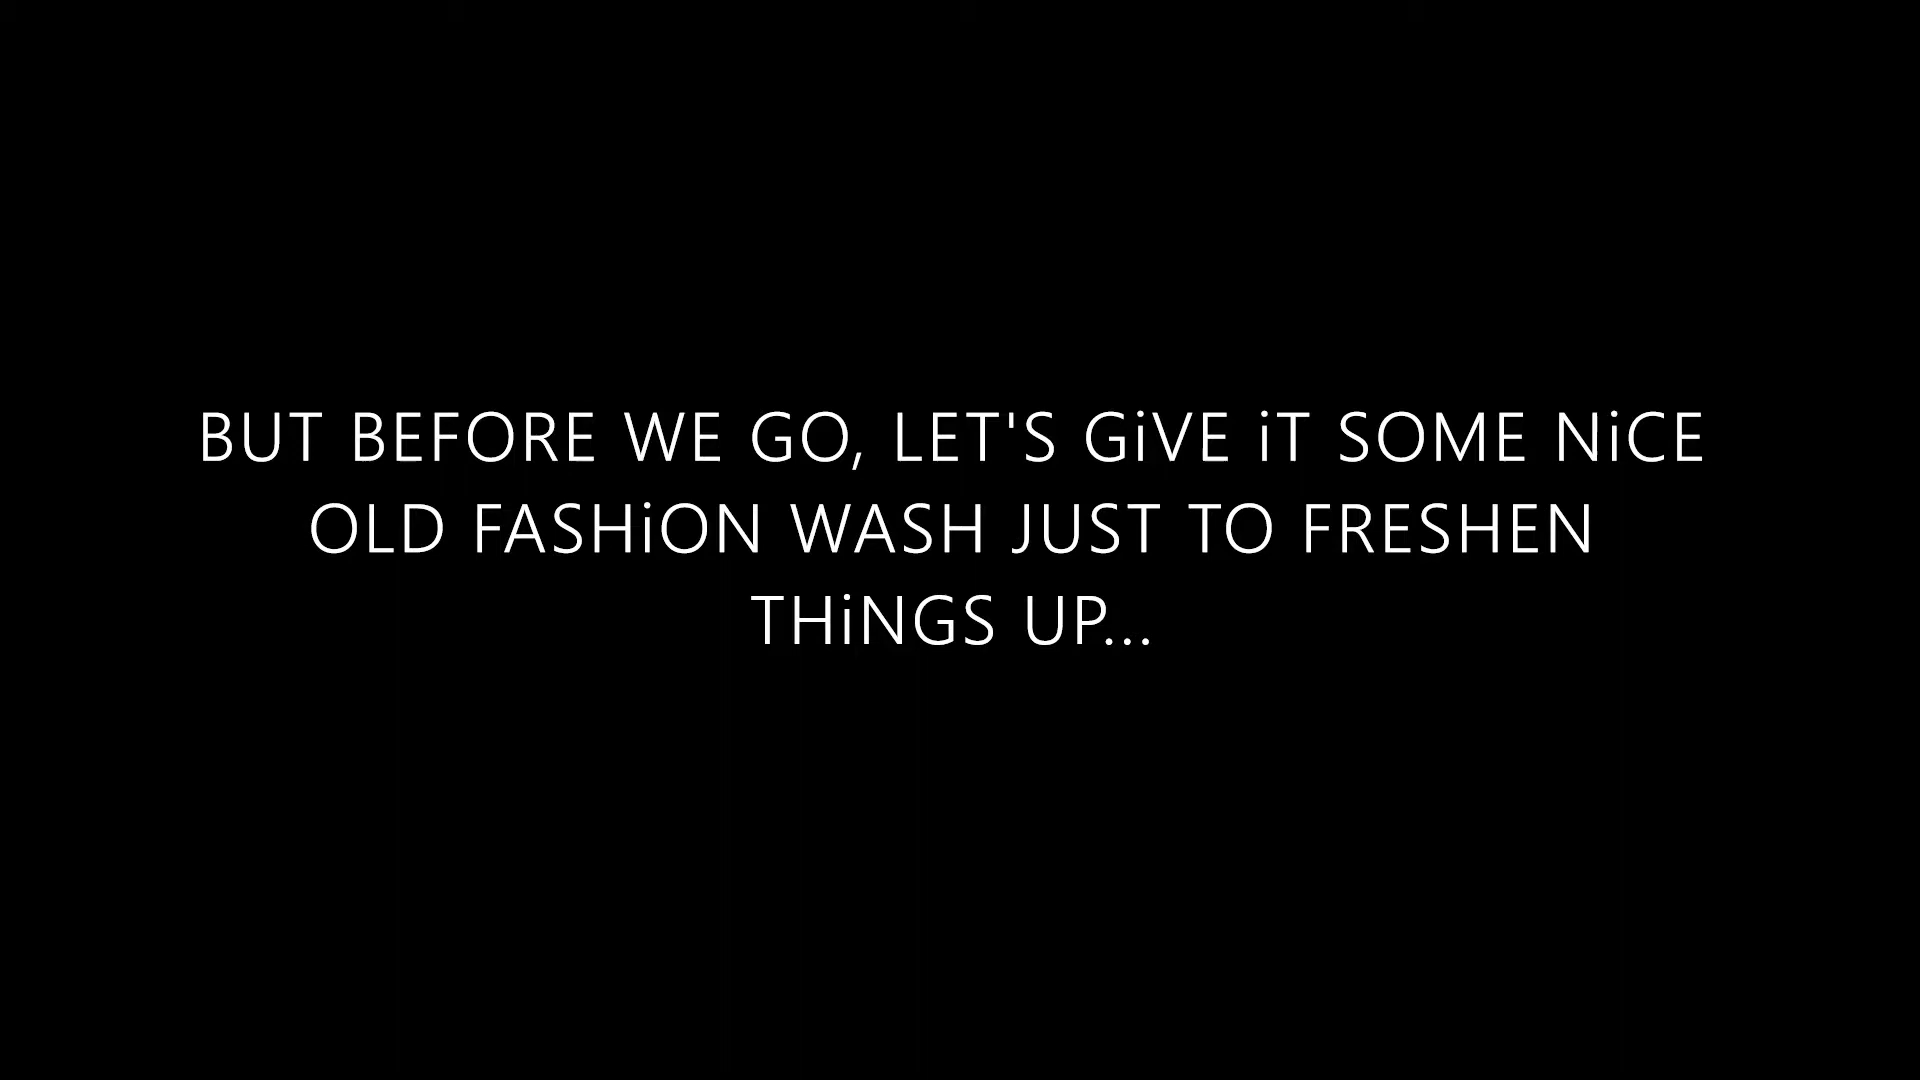 BUT BEFORE WE GO, LET'S GiVE iT SOME NiCE
OLD FASHiON WASH JUST TO FRESHEN
THiNGS UP...